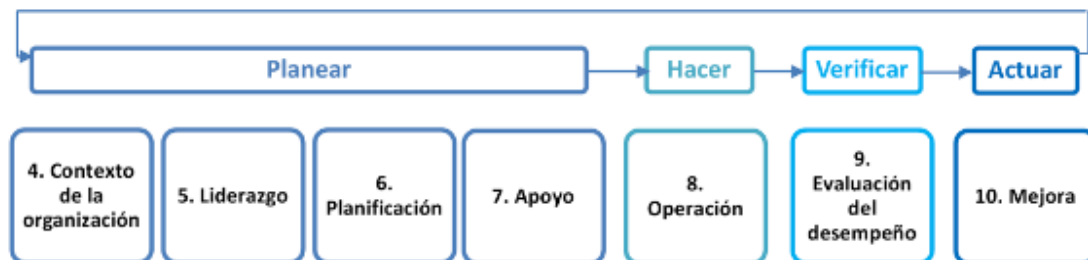 Planear
Hacer
Verificar
Actuar
4. Contexto
de la
organización
5. Liderazgo
6.
Planificación
7. Apoyo
8.
Operación
9.
Evaluación
del
desempeño
10. Mejora